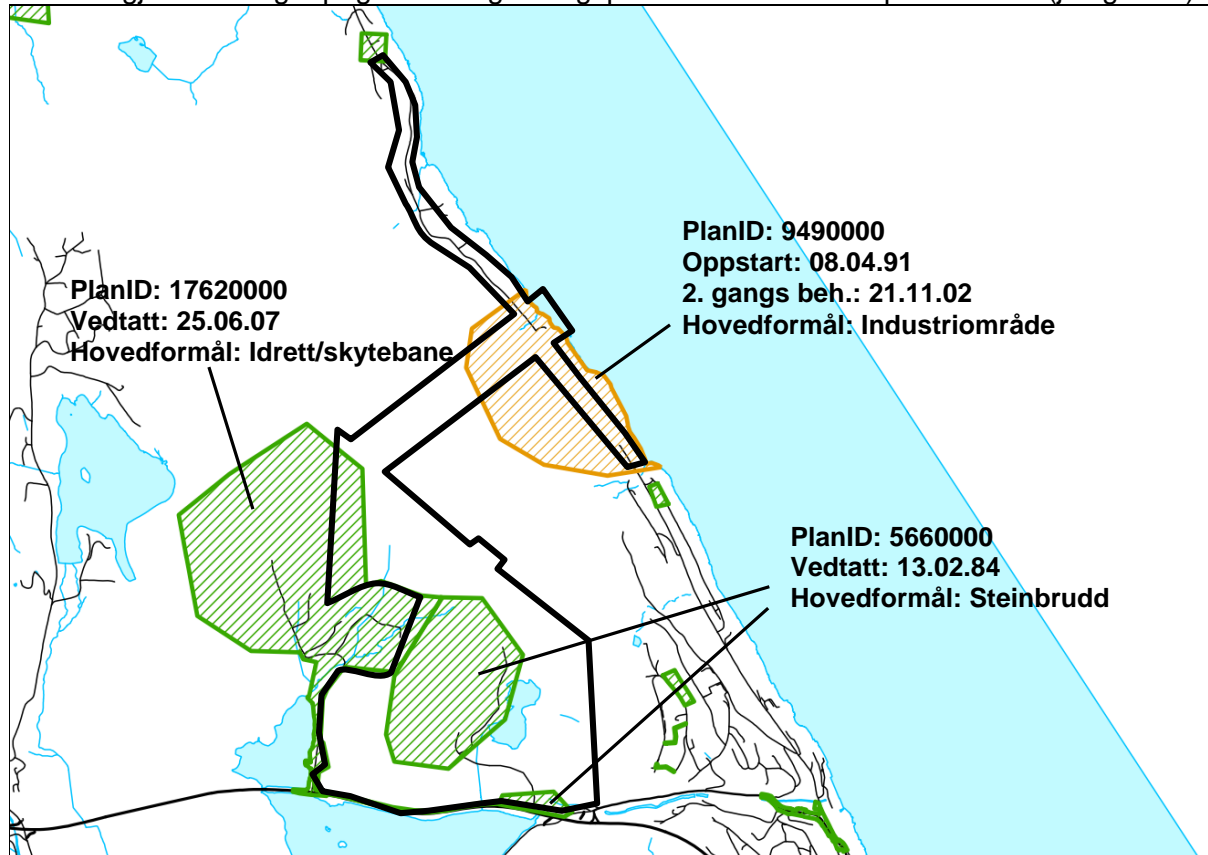 PlanID: 9490000
Oppstart: 08.04.91
2. gangs beh.: 21.11.02
Hovedformål: Industriområde
PlanID: 17620000
Vedtatt: 25.06.07
Hovedformål: Idrett/skytebane
PlanID: 5660000
Vedtatt: 13.02.84
Hovedformål: Steinbrudd